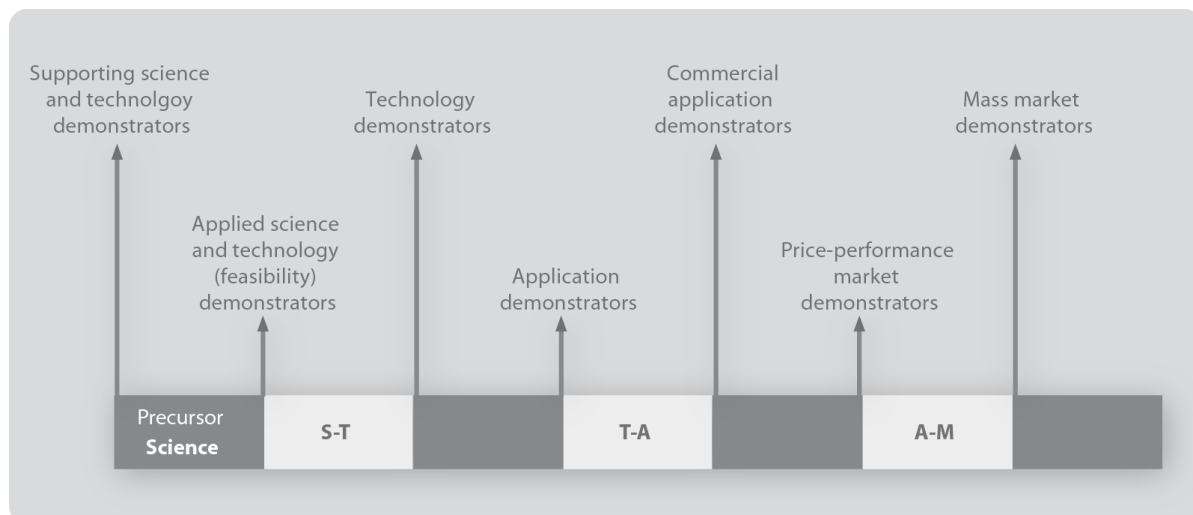 Supporting science
and technolgoy
demonstrators
Applied science
and technology
(feasibility)
demonstrators
Technology
demonstrators
Application
demonstrators
Commercial
application
demonstrators
Price-performance
market
demonstrators
Mass market
demonstrators
Precursor
Science
S-T
T-A
A-M